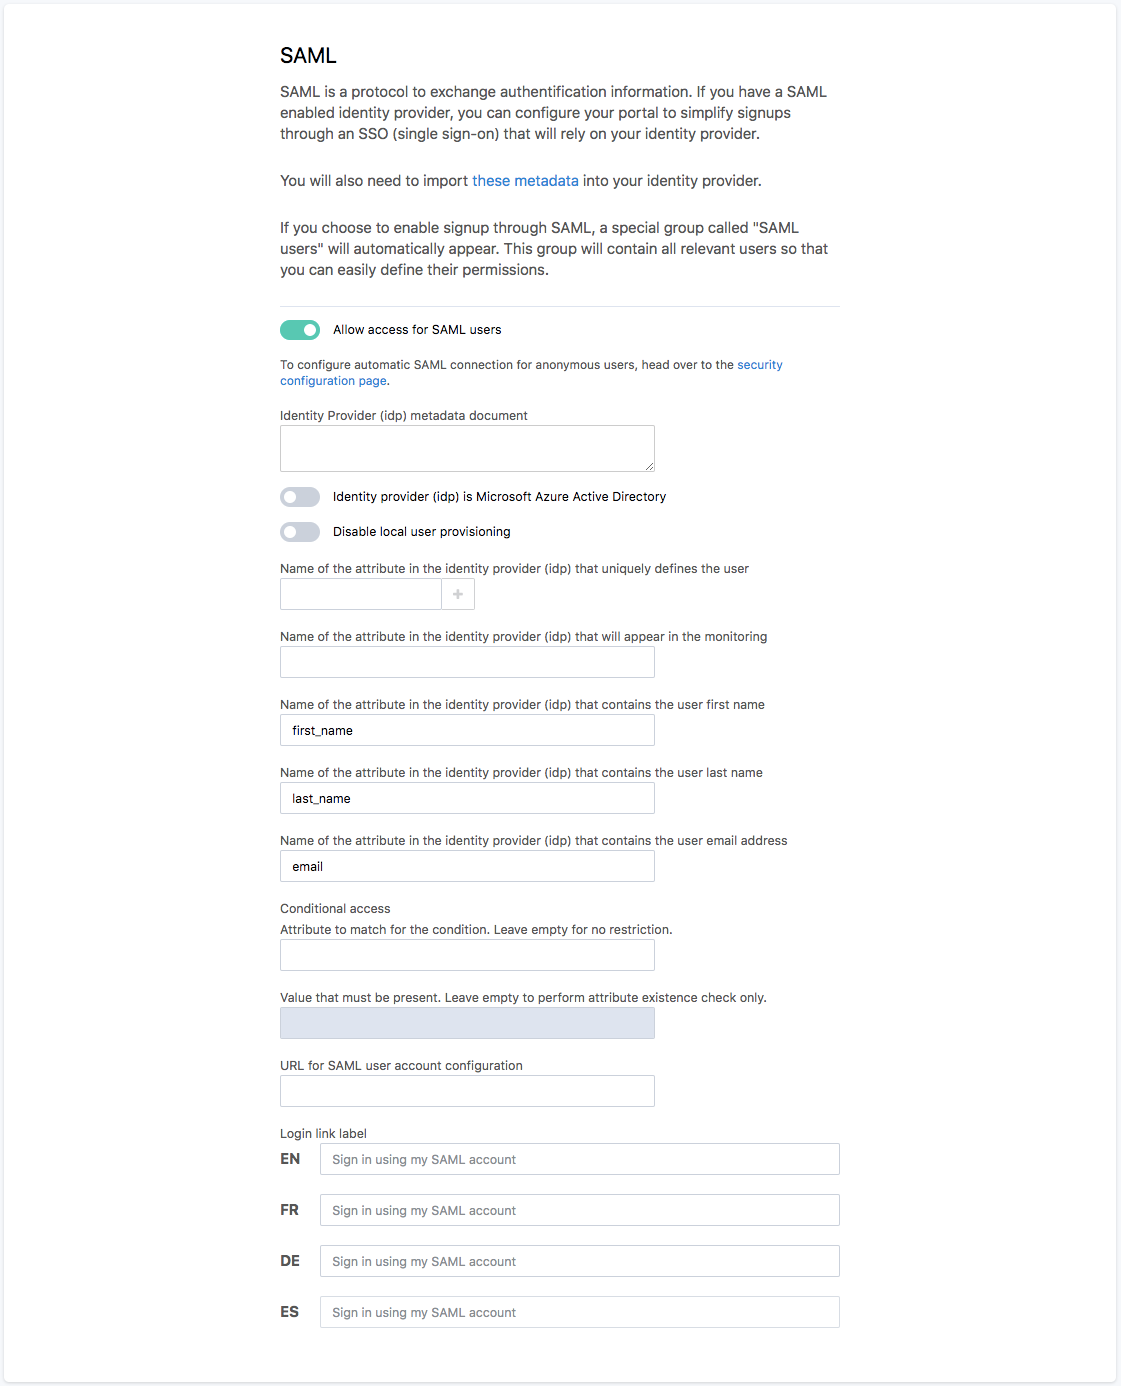 SAML
SAML is a protocol to exchange authentification information. If you have a SAML
enabled identity provider, you can configure your portal to simplify signups
through an SSO (single sign-on) that will rely on your identity provider.
You will also need to import these metadata into your identity provider.
If you choose to enable signup through SAML, a special group called "SAML
users" will automatically appear. This group will contain all relevant users so that
you can easily define their permissions.
Allow access for SAML users
To configure automatic SAML connection for anonymous users, head over to the security
configuration page.
Identity Provider (idp) metadata document
Identity provider (idp) is Microsoft Azure Active Directory
Disable local user provisioning
Name of the attribute in the identity provider (idp) that uniquely defines the user
+
Name of the attribute in the identity provider (idp) that will appear in the monitoring
Name of the attribute in the identity provider (idp) that contains the user first name
first_name
Name of the attribute in the identity provider (idp) that contains the user last name
last_name
Name of the attribute in the identity provider (idp) that contains the user email address
email
Conditional access
Attribute to match for the condition. Leave empty for no restriction.
Value that must be present. Leave empty to perform attribute existence check only.
URL for SAML user account configuration
Login link label
EN Sign in using my SAML account
FR Sign in using my SAML account
DE Sign in using my SAML account
ES Sign in using my SAML account